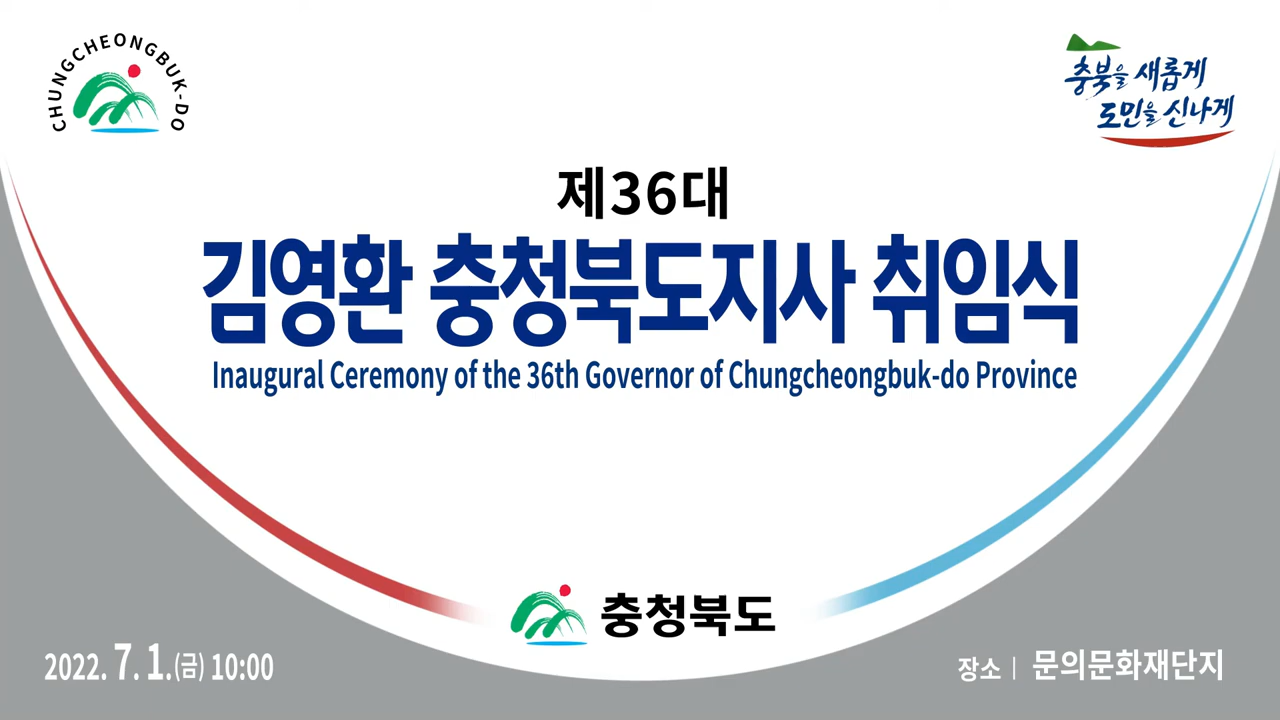 CHUNGCHEONGBUK-DO
충북을 새롭게
도민을 신나게
제36대
김영환 충청북도지사 취임식
Inaugural Ceremony of the 36th Governor of Chungcheongbuk-do Province
충청북도
2022. 7. 1.(금) 10:00
장소 | 문의문화재단지